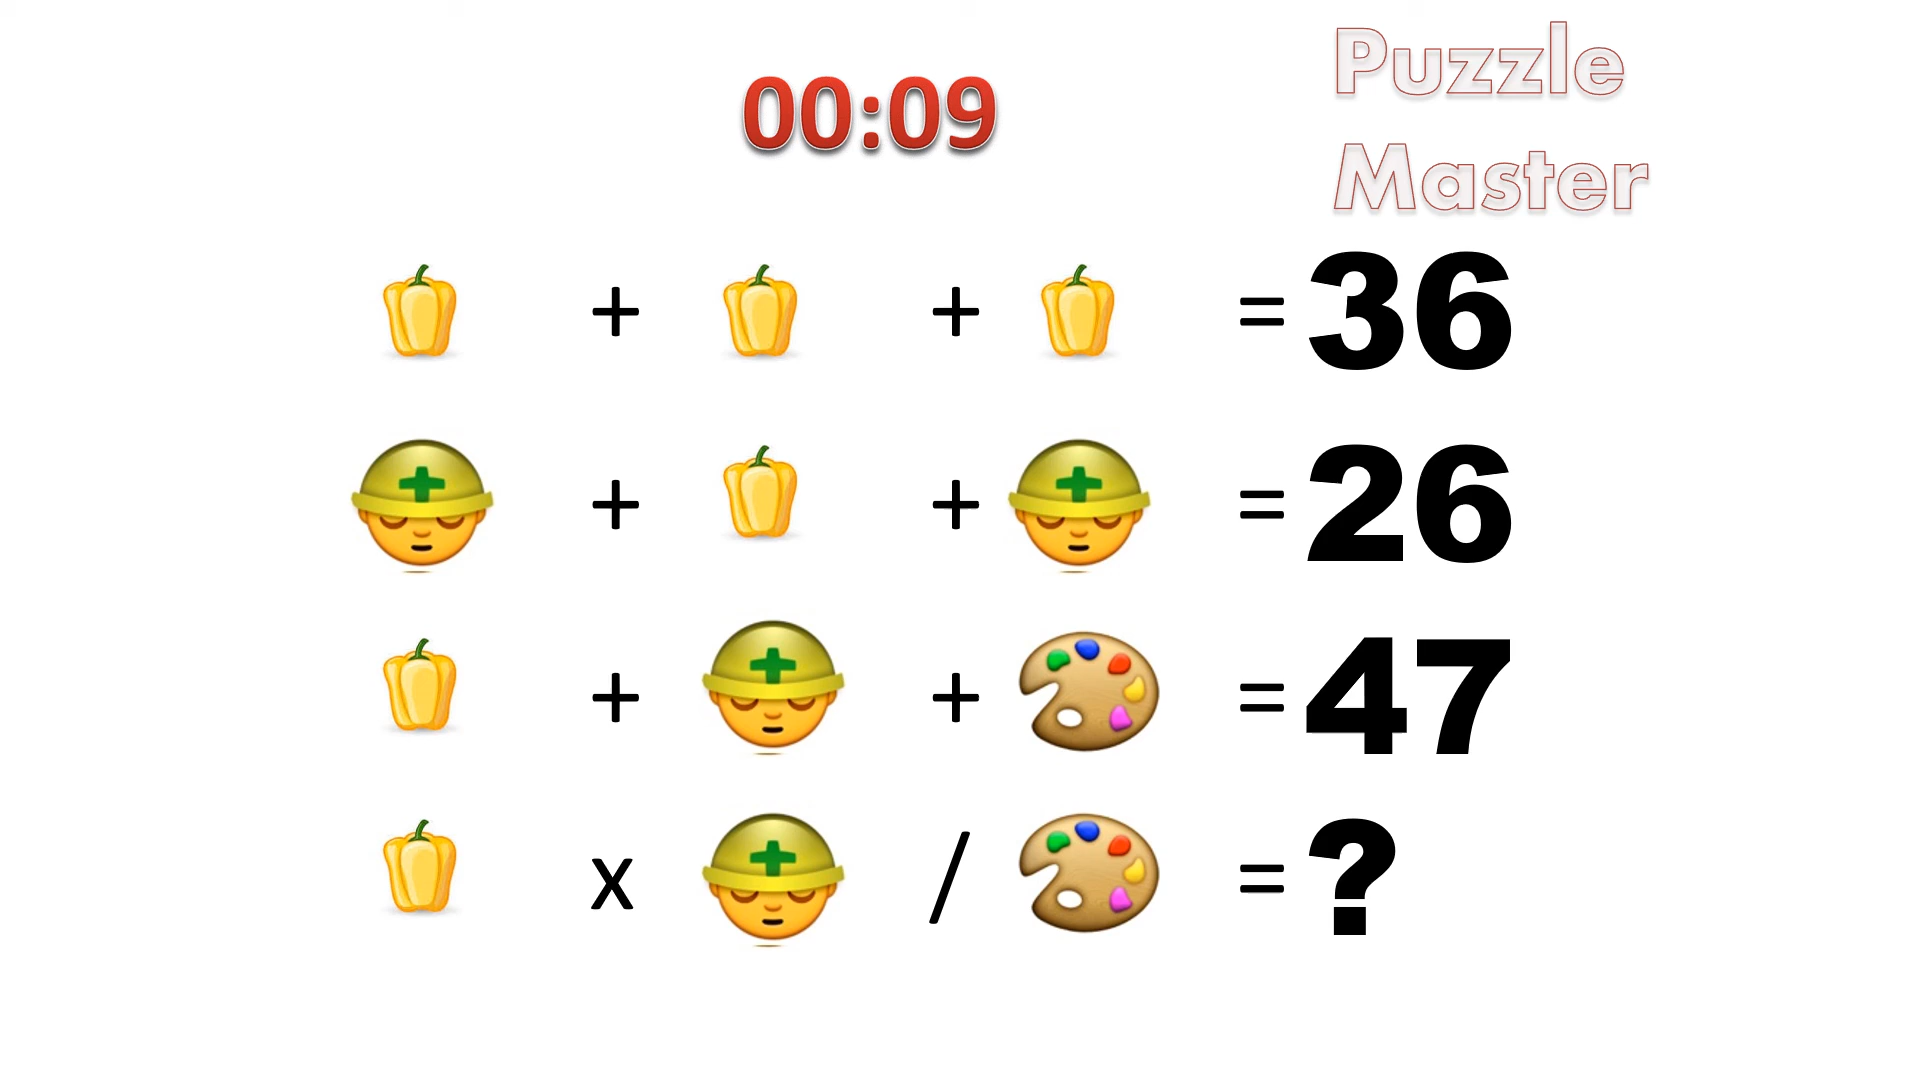 Puzzle
Master
00:09
+ + = 36
+ + = 26
+ + = 47
x / = ?